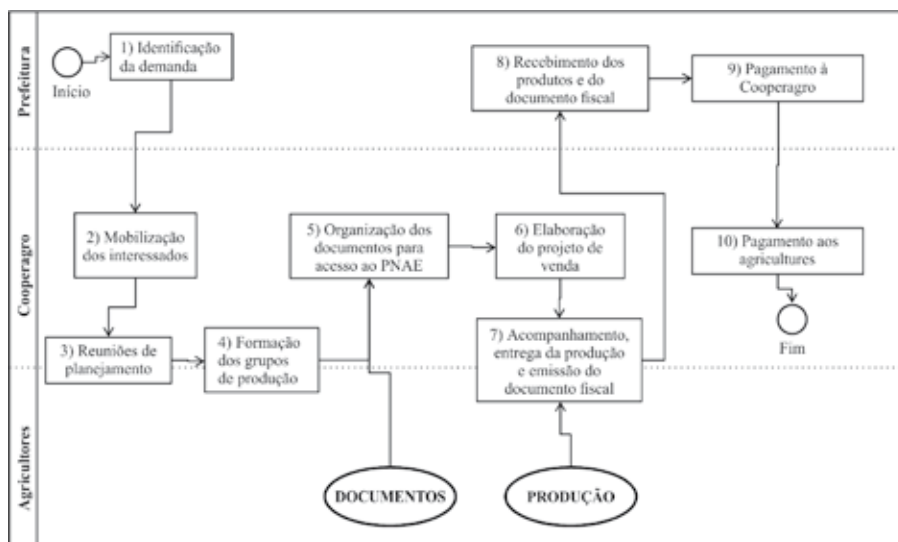 Prefeitura
Início
1) Identificação
da demanda
8) Recebimento dos
produtos e do
documento fiscal
9) Pagamento à
Cooperagro
Cooperagro
2) Mobilização
dos interessados
3) Reuniões de
planejamento
4) Formação
dos grupos
de produção
5) Organização dos
documentos para
acesso ao PNAE
6) Elaboração
do projeto de
venda
7) Acompanhamento,
entrega da produção
e emissão do
documento fiscal
10) Pagamento aos
agricultures
Fim
Agricultores
DOCUMENTOS
PRODUÇÃO